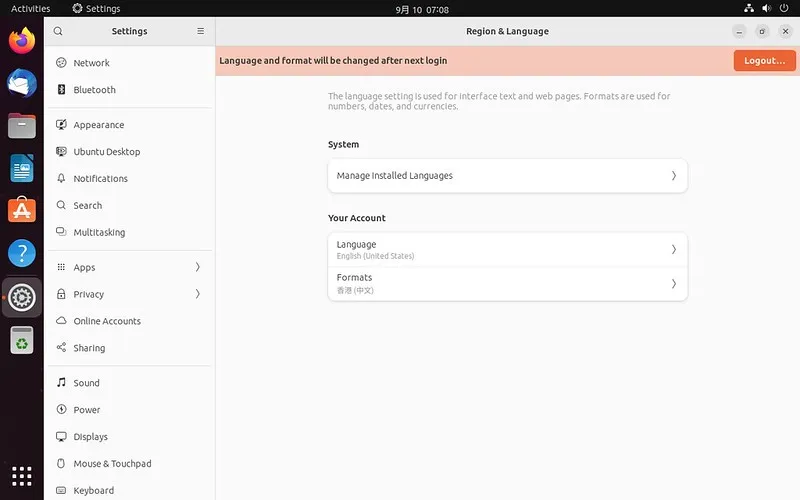 Activities
Settings
9月 10 07:08
Settings
Region & Language
Language and format will be changed after next login
Logout…
Network
Bluetooth
Appearance
Ubuntu Desktop
Notifications
Search
Multitasking
Apps
Privacy
Online Accounts
Sharing
Sound
Power
Displays
Mouse & Touchpad
Keyboard
The language setting is used for interface text and web pages. Formats are used for
numbers, dates, and currencies.
System
Manage Installed Languages
Your Account
Language
English (United States)
Formats
香港 (中文)